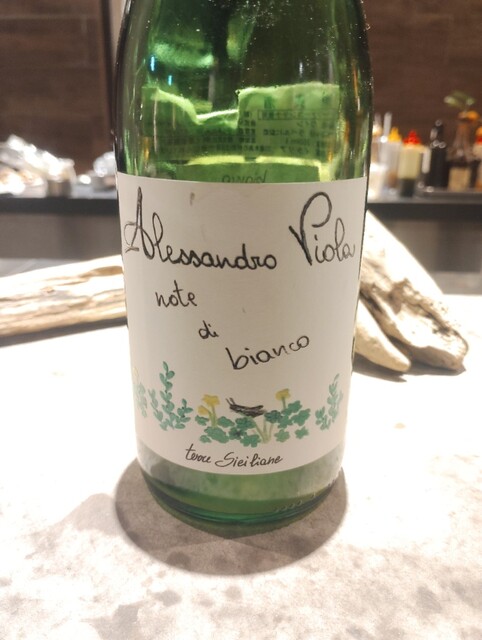 Alessandro Viola
note
di
bianco
terre Siciliane